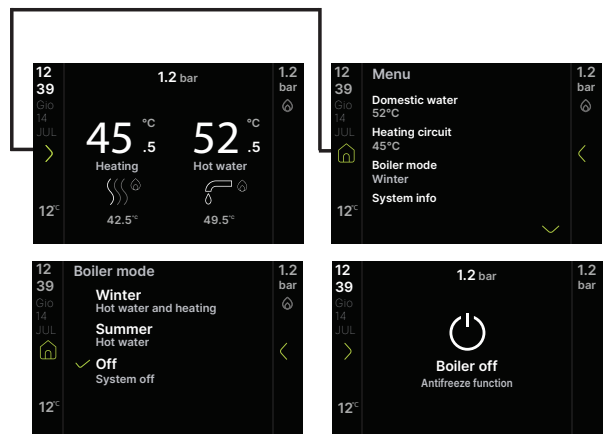 12
39
Gio
14
JUL
12°C
1.2 bar
45 .5 °C
Heating
42.5°C
52 .5 °C
Hot water
49.5°C
1.2
bar
12
39
Gio
14
JUL
12°C
Menu
Domestic water
52°C
Heating circuit
45°C
Boiler mode
Winter
System info
1.2
bar
12
39
Gio
14
JUL
12°C
Boiler mode
Winter
Hot water and heating
Summer
Hot water
Off
System off
1.2
bar
12
39
Gio
14
JUL
12°C
1.2 bar
Boiler off
Antifreeze function
1.2
bar